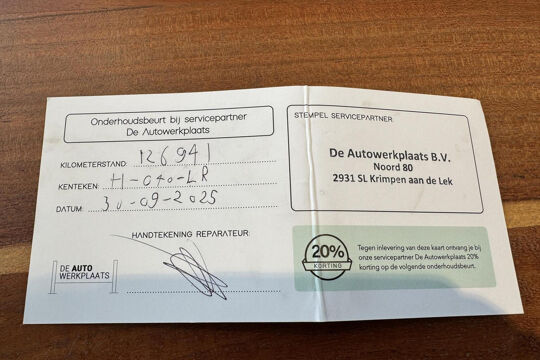 Onderhoudsbeurt bij servicepartner
De Autowerkplaats
KILOMETERSTAND: 126941
KENTEKEN: H-040-LR
DATUM: 30-09-2025
HANDTEKENING REPARATEUR:
DE AUTO
WERKPLAATS
STEMPEL SERVICEPARTNER:
De Autowerkplaats B.V.
Noord 80
2931 SL Krimpen aan de Lek
20%
KORTING
Tegen inlevering van deze kaart ontvang je bij
onze servicepartner De Autowerkplaats 20%
korting op de volgende onderhoudsbeurt.